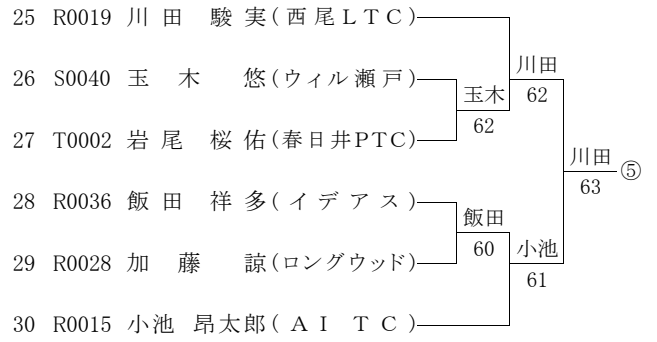 25 R0019 川田 駿実(西尾LTC)
川田
26 S0040 玉木 悠(ウィル瀬戸)
玉木 62
62
27 T0002 岩尾 桜佑(春日井PTC)
川田
63 ⑤
28 R0036 飯田 祥多(イデアス)
飯田
60 小池
29 R0028 加藤 諒(ロングウッド)
61
30 R0015 小池 昂太郎(AI TC)